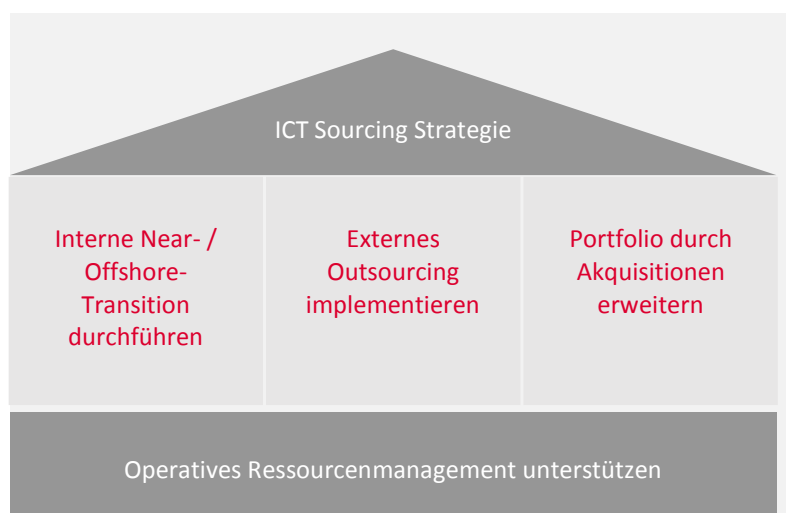 ICT Sourcing Strategie
Interne Near- /
Offshore-
Transition
durchführen
Externes
Outsourcing
implementieren
Portfolio durch
Akquisitionen
erweitern
Operatives Ressourcenmanagement unterstützen